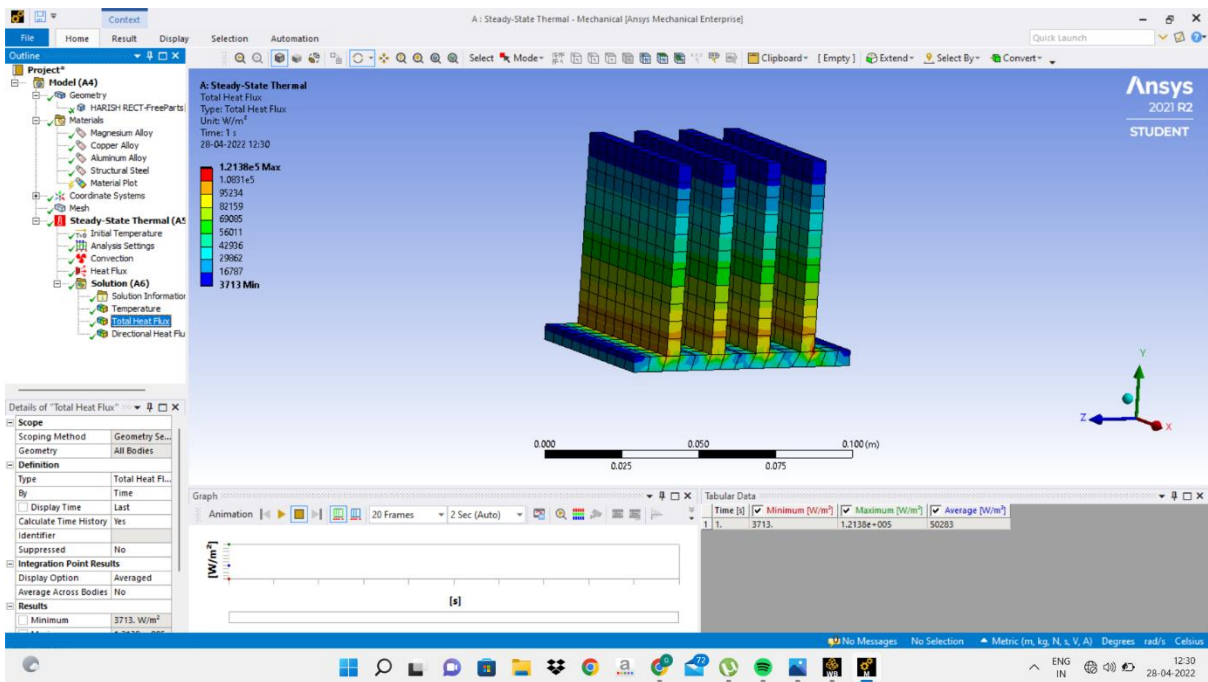 Context
A : Steady-State Thermal - Mechanical [Ansys Mechanical Enterprise]
File Home Result Display Selection Automation
Quick Launch
Outline
Select Mode Clipboard [ Empty ] Extend Select By Convert
Project*
Model (A4)
Geometry
HARISH RECT-FreeParts
Materials
Magnesium Alloy
Copper Alloy
Aluminum Alloy
Structural Steel
Material Plot
Coordinate Systems
Mesh
Steady-State Thermal (A5
Initial Temperature
Analysis Settings
Convection
Heat Flux
Solution (A6)
Solution Information
Temperature
Total Heat Flux
Directional Heat Flu
A: Steady-State Thermal
Total Heat Flux
Type: Total Heat Flux
Unit: W/m²
Time: 1 s
28-04-2022 12:30
1.2138e5 Max
1.0831e5
95234
82159
69085
56011
42936
29862
16787
3713 Min
Ansys
2021 R2
STUDENT
Y
Z
X
0.000 0.050 0.100 (m)
0.025 0.075
Details of "Total Heat Flux"
Scope
Scoping Method Geometry Se...
Geometry All Bodies
Definition
Type Total Heat Fl...
By Time
Display Time Last
Calculate Time History Yes
Identifier
Suppressed No
Integration Point Results
Display Option Averaged
Average Across Bodies No
Results
Minimum 3713. W/m²
Graph
Animation 20 Frames 2 Sec (Auto)
[W/m²]
[s]
Tabular Data
Time [s] Minimum [W/m²] Maximum [W/m²] Average [W/m²]
1 1. 3713. 1.2138e+005 50283
No Messages No Selection Metric (m, kg, N, s, V, A) Degrees rad/s Celsius
a
72
WB
M
ENG
IN
12:30
28-04-2022